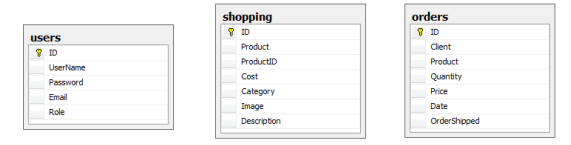 users
ID
UserName
Password
Email
Role
shopping
ID
Product
ProductID
Cost
Category
Image
Description
orders
ID
Client
Product
Quantity
Price
Date
OrderShipped